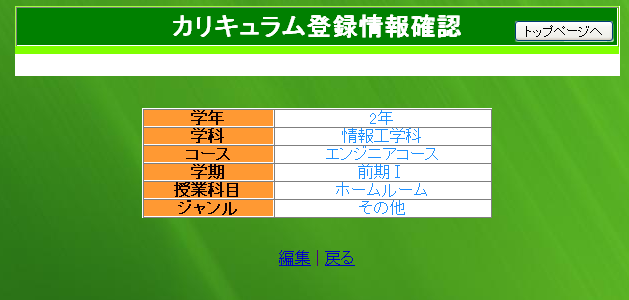 カリキュラム登録情報確認
トップページへ
学年 2年
学科 情報工学科
コース エンジニアコース
学期 前期Ⅰ
授業科目 ホームルーム
ジャンル その他
編集 | 戻る